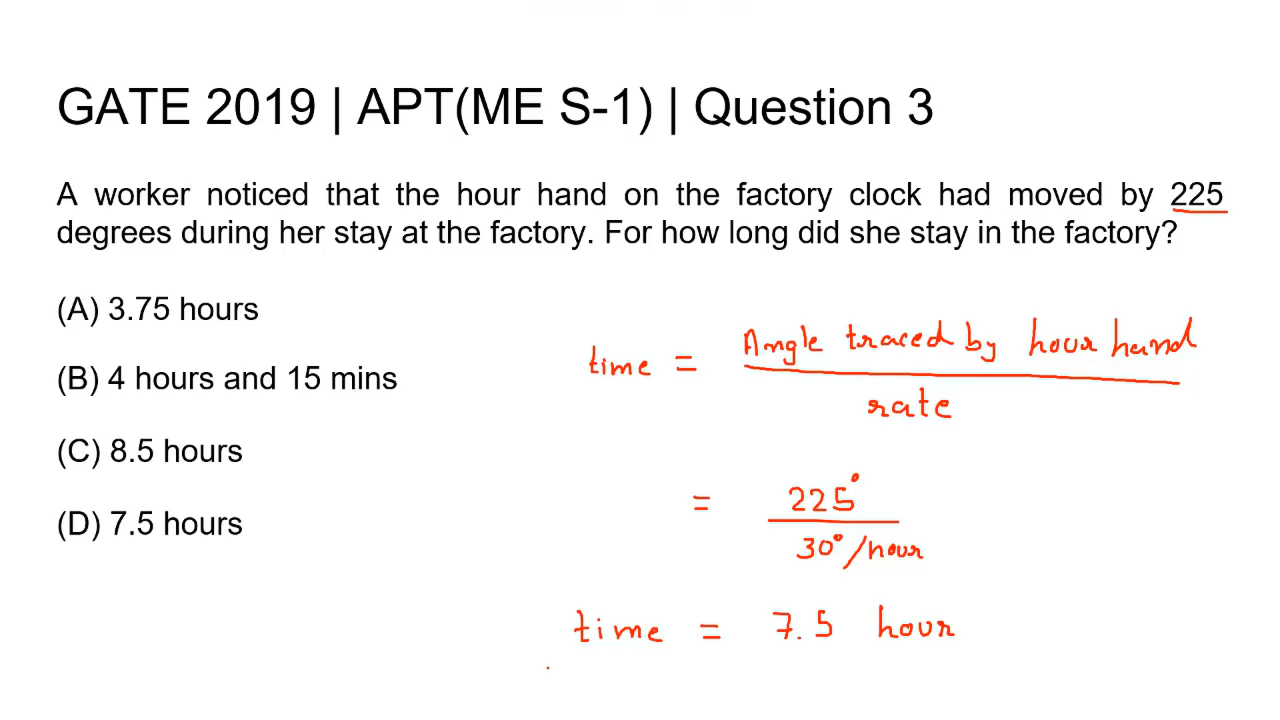 GATE 2019 | APT(ME S-1) | Question 3
A worker noticed that the hour hand on the factory clock had moved by 225
degrees during her stay at the factory. For how long did she stay in the factory?
(A) 3.75 hours
(B) 4 hours and 15 mins
(C) 8.5 hours
(D) 7.5 hours
time = Angle traced by hour hand
rate
= 225°
30°/hour
time = 7.5 hour